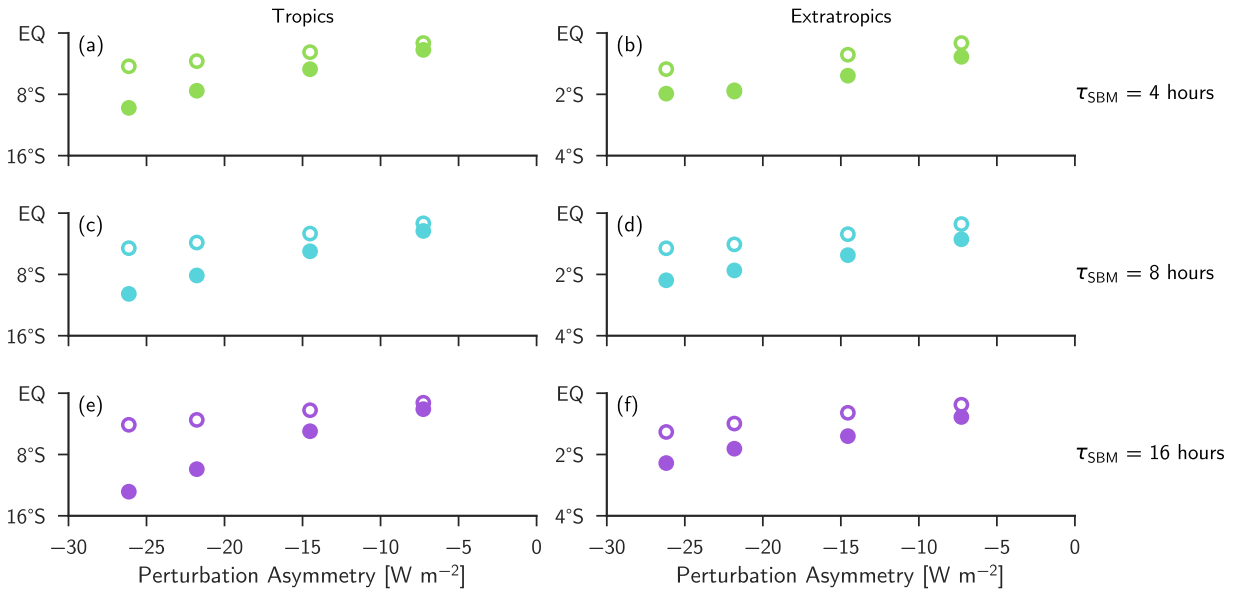 Tropics
Extratropics
EQ
8°S
16°S
(a)
EQ
2°S
4°S
(b)
τSBM = 4 hours
EQ
8°S
16°S
(c)
EQ
2°S
4°S
(d)
τSBM = 8 hours
EQ
8°S
16°S
(e)
EQ
2°S
4°S
(f)
τSBM = 16 hours
−30 −25 −20 −15 −10 −5 0
−30 −25 −20 −15 −10 −5 0
Perturbation Asymmetry [W m−2]
Perturbation Asymmetry [W m−2]